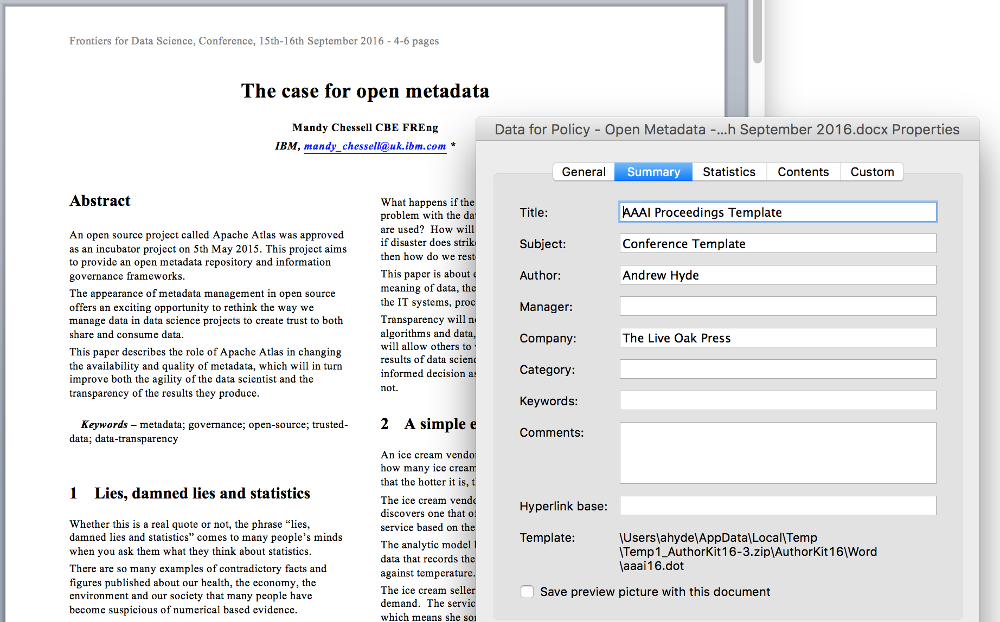 Frontiers for Data Science, Conference, 15th-16th September 2016 - 4-6 pages
The case for open metadata
Mandy Chessell CBE FREng
IBM, mandy_chessell@uk.ibm.com *
Abstract
An open source project called Apache Atlas was approved
as an incubator project on 5th May 2015. This project aims
to provide an open metadata repository and information
governance frameworks.
The appearance of metadata management in open source
offers an exciting opportunity to rethink the way we
manage data in data science projects to create trust to both
share and consume data.
This paper describes the role of Apache Atlas in changing
the availability and quality of metadata, which will in turn
improve both the agility of the data scientist and the
transparency of the results they produce.
Keywords – metadata; governance; open-source; trusted-
data; data-transparency
1 Lies, damned lies and statistics
Whether this is a real quote or not, the phrase “lies,
damned lies and statistics” comes to many people’s minds
when you ask them what they think about statistics.
There are so many examples of contradictory facts and
figures published about our health, the economy, the
environment and our society that many people have
become suspicious of numerical based evidence.
What happens if the
problem with the
are used? How will
if disaster does
then how do we
This paper is about
meaning of data, the
the IT systems,
Transparency will
algorithms and data,
will allow others to
results of data
informed decision
not.
2 A simple
An ice cream
how many ice cream
that the hotter it is,
The ice cream
discovers one that
service based on the
The analytic model
data that records the
against temperature.
The ice cream seller
demand. The
which means she
Data for Policy - Open Metadata -...h September 2016.docx Properties
General Summary Statistics Contents Custom
Title: AAAI Proceedings Template
Subject: Conference Template
Author: Andrew Hyde
Manager:
Company: The Live Oak Press
Category:
Keywords:
Comments:
Hyperlink base:
Template: \Users\ahyde\AppData\Local\Temp
\Temp1_AuthorKit16-3.zip\AuthorKit16\Word
\aaai16.dot
Save preview picture with this document